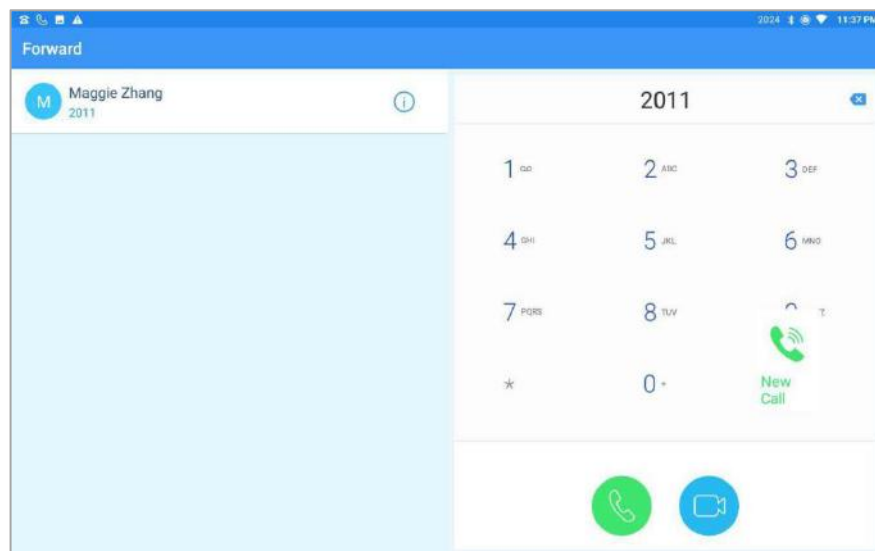 2024 11:37 PM
Forward
M
Maggie Zhang
2011
2011
1
2 ABC
3 DEF
4 GHI
5 JKL
6 MNO
7 PQRS
8 TUV
*
0 +
New
Call